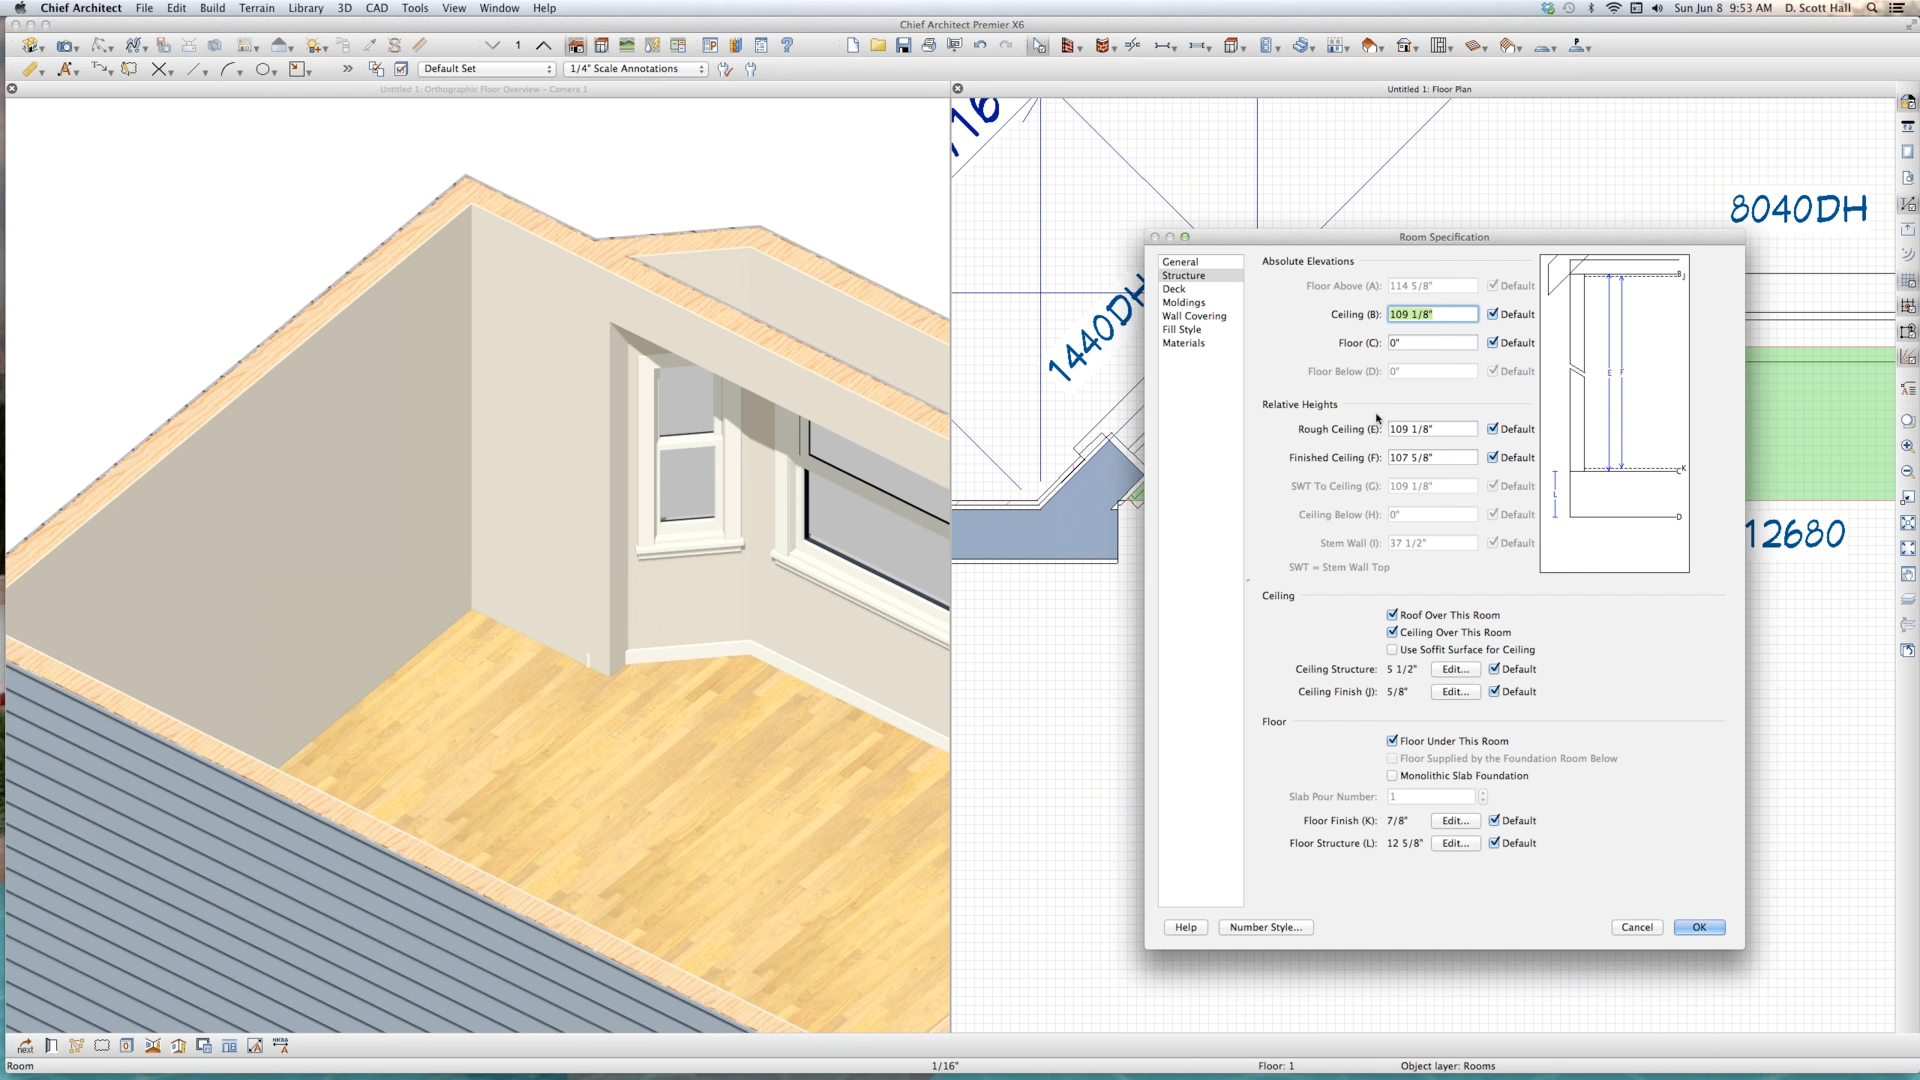 Chief Architect File Edit Build Terrain Library 3D CAD Tools View Window Help
Sun Jun 8 9:53 AM D. Scott Hall
Chief Architect Premier X6
1
Default Set
1/4" Scale Annotations
Untitled 1: Orthographic Floor Overview - Camera 1
Untitled 1: Floor Plan
8040DH
1440DH
12680
Room Specification
General
Structure
Deck
Moldings
Wall Covering
Fill Style
Materials
Absolute Elevations
Floor Above (A): 114 5/8" Default
Ceiling (B): 109 1/8" Default
Floor (C): 0" Default
Floor Below (D): 0" Default
Relative Heights
Rough Ceiling (E): 109 1/8" Default
Finished Ceiling (F): 107 5/8" Default
SWT To Ceiling (G): 109 1/8" Default
Ceiling Below (H): 0" Default
Stem Wall (I): 37 1/2" Default
SWT = Stem Wall Top
B J
E F
K
C
L
D
Ceiling
Roof Over This Room
Ceiling Over This Room
Use Soffit Surface for Ceiling
Ceiling Structure: 5 1/2" Edit... Default
Ceiling Finish (J): 5/8" Edit... Default
Floor
Floor Under This Room
Floor Supplied by the Foundation Room Below
Monolithic Slab Foundation
Slab Pour Number: 1
Floor Finish (K): 7/8" Edit... Default
Floor Structure (L): 12 5/8" Edit... Default
Help Number Style... Cancel OK
next
NKBA
Room 1/16" Floor: 1 Object layer: Rooms